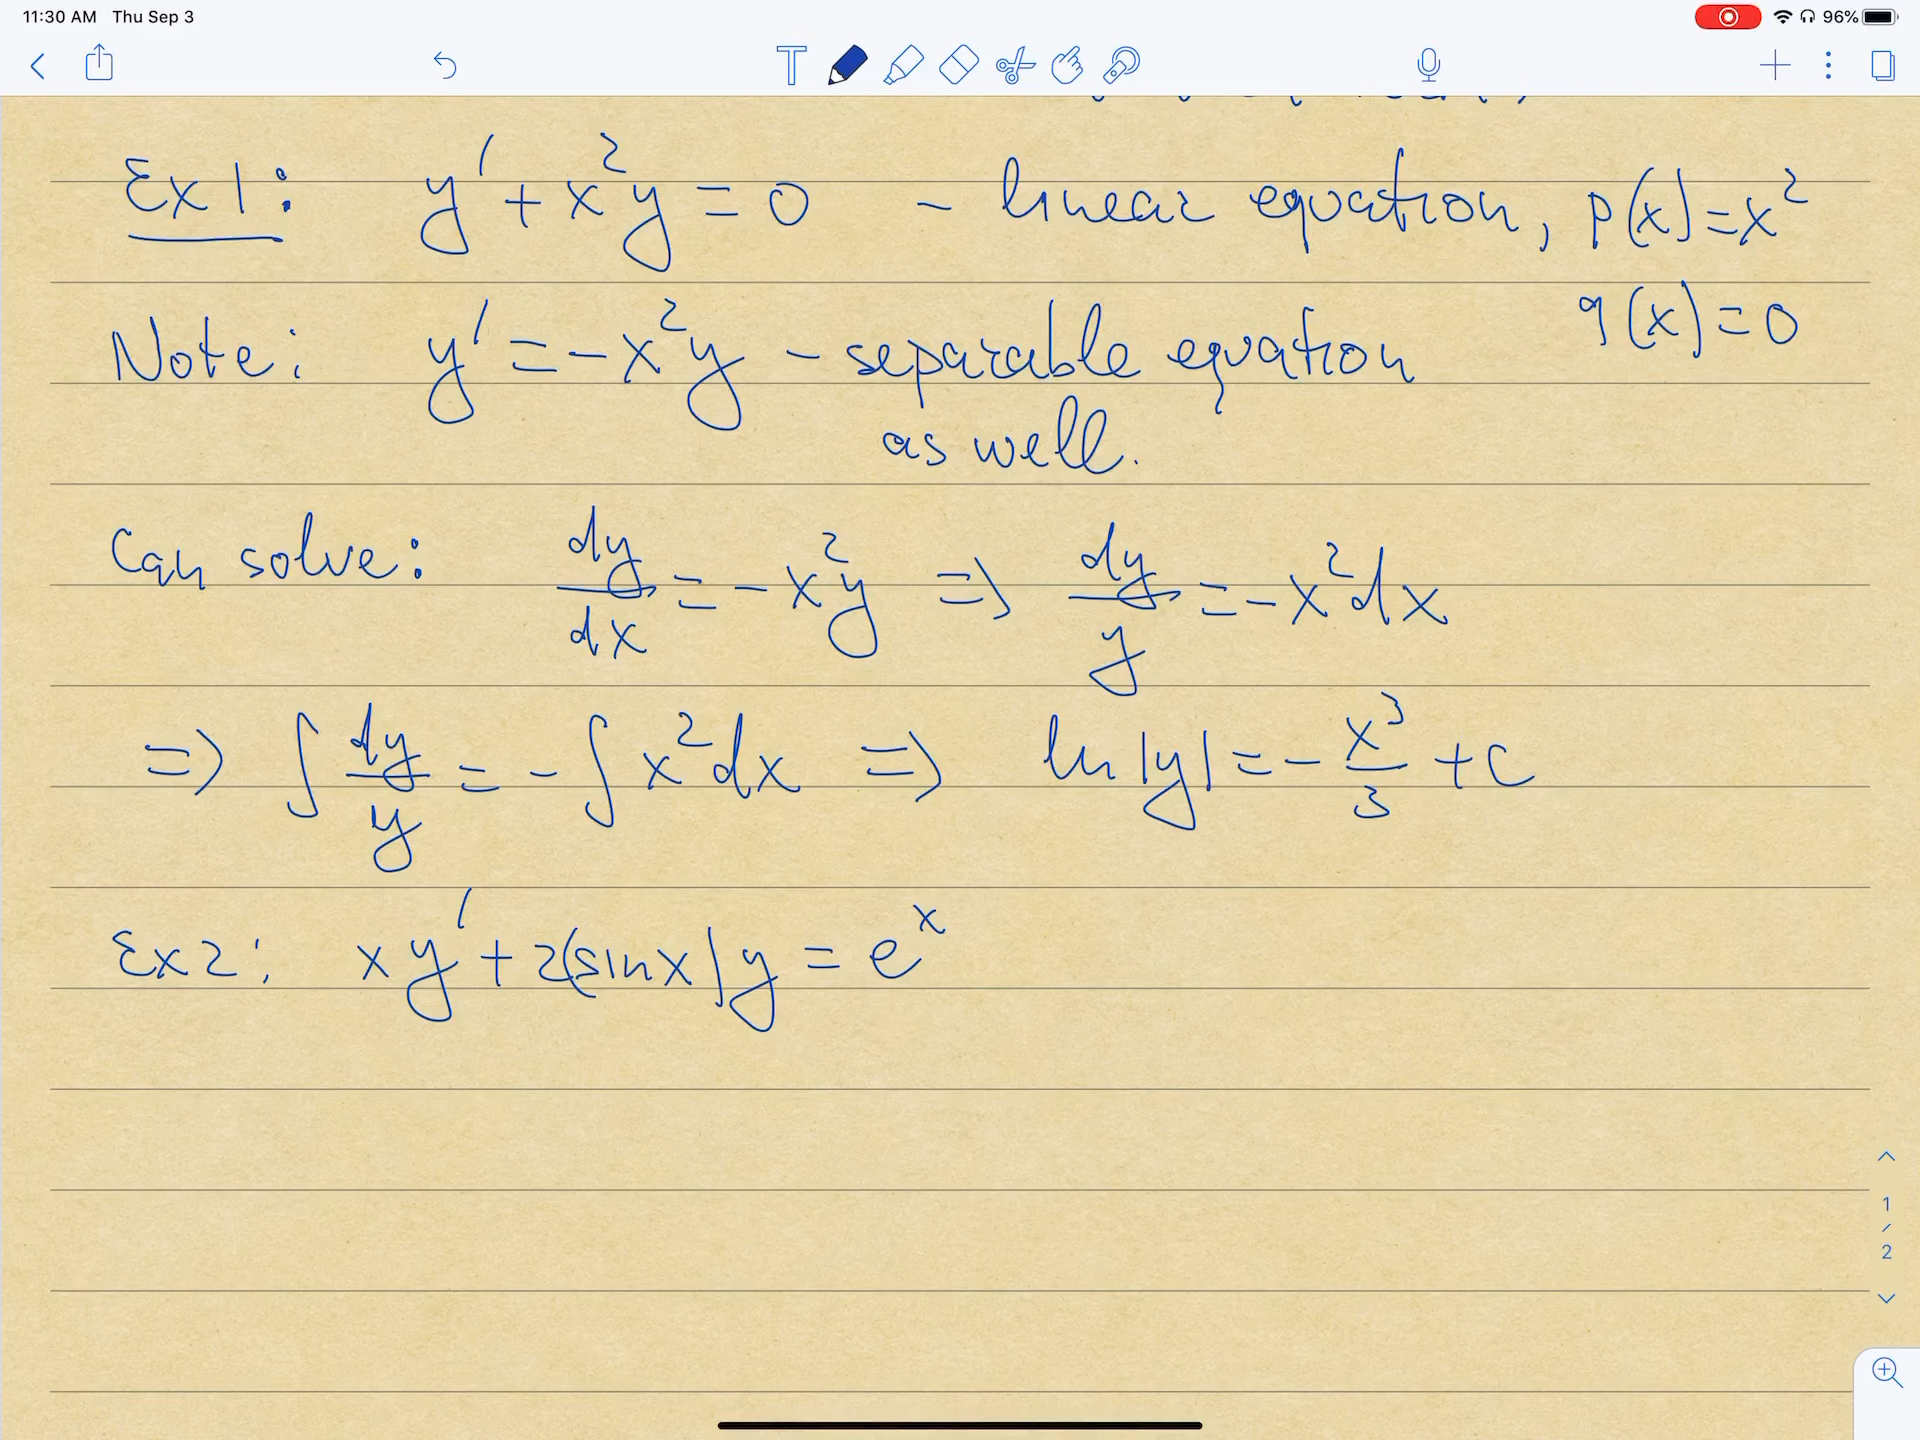 11:30 AM Thu Sep 3
96%
Ex 1: y' + x²y = 0 - linear equation, p(x) = x²
q(x) = 0
Note: y' = -x²y - separable equation
as well.
Can solve: dy/dx = -x²y => dy/y = -x²dx
=> ∫ dy/y = -∫ x²dx => ln|y| = -x³/3 + c
Ex 2: xy' + 2(sinx)y = eˣ
1
/
2